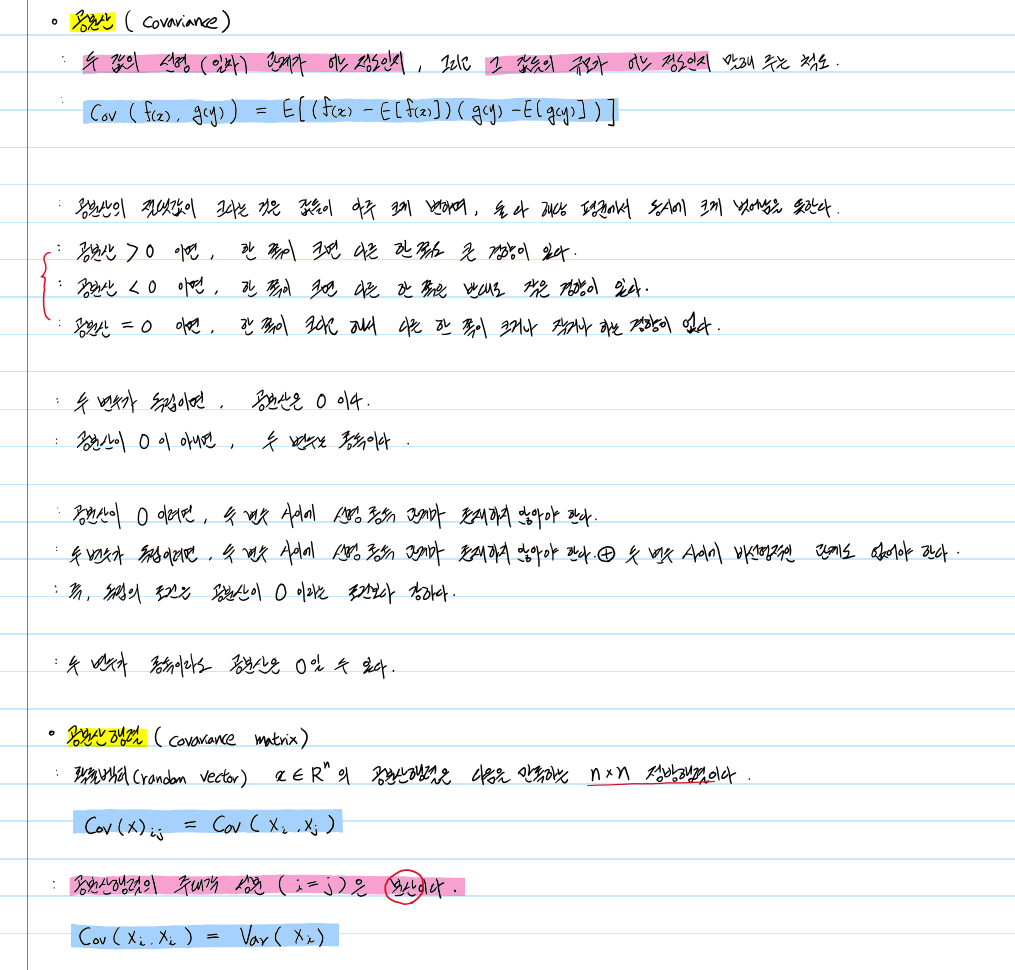 • 공분산 ( Covariance )
: 두 값의 선형 (일차) 관계가 어느 정도인지, 그리고 그 값들의 규모가 어느 정도인지 말해 주는 척도.
: Cov ( f(x), g(y) ) = E[ (f(x) - E[f(x)]) ( g(y) - E[g(y)] ) ]
: 공분산의 절댓값이 크다는 것은 값들이 아주 크게 변하며, 둘 다 해당 평균에서 동시에 크게 벗어남을 뜻한다.
: 공분산 > 0 이면, 한 쪽이 크면 다른 한 쪽도 큰 경향이 있다.
: 공분산 < 0 이면, 한 쪽이 크면 다른 한 쪽은 반대로 작은 경향이 있다.
: 공분산 = 0 이면, 한 쪽이 크다고 해서 다른 한 쪽이 크거나 작거나 하는 경향이 없다.
: 두 변수가 독립이면, 공분산은 0 이다.
: 공분산이 0 이 아니면, 두 변수는 종속이다.
: 공분산이 0 이려면, 두 변수 사이에 선형 종속 관계가 존재하지 않아야 한다.
: 두 변수가 독립이려면, 두 변수 사이에 선형 종속 관계가 존재하지 않아야 한다. ⊕ 두 변수 사이에 비선형적인 관계도 없어야 한다.
: 즉, 독립의 조건은 공분산이 0 이라는 조건보다 강하다.
: 두 변수가 종속이라도 공분산은 0일 수 있다.
• 공분산행렬 ( covariance matrix )
: 확률벡터(random vector) x ∈ Rⁿ 의 공분산행렬은 다음을 만족하는 n×n 정방행렬이다.
Cov(x)ᵢⱼ = Cov ( xᵢ, xⱼ )
: 공분산행렬의 주대각 성분 ( i = j ) 은 분산이다.
Cov ( xᵢ, xᵢ ) = Var ( xᵢ )